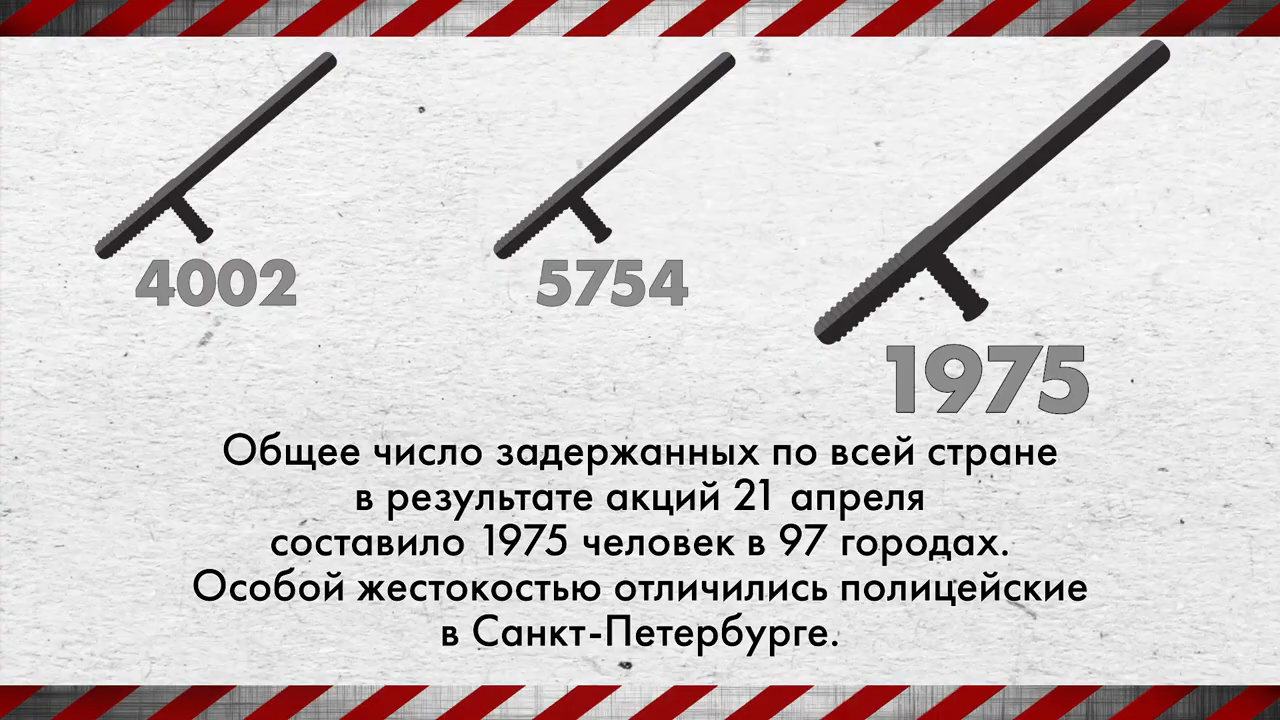 4002
5754
1975
Общее число задержанных по всей стране
в результате акций 21 апреля
составило 1975 человек в 97 городах.
Особой жестокостью отличились полицейские
в Санкт-Петербурге.